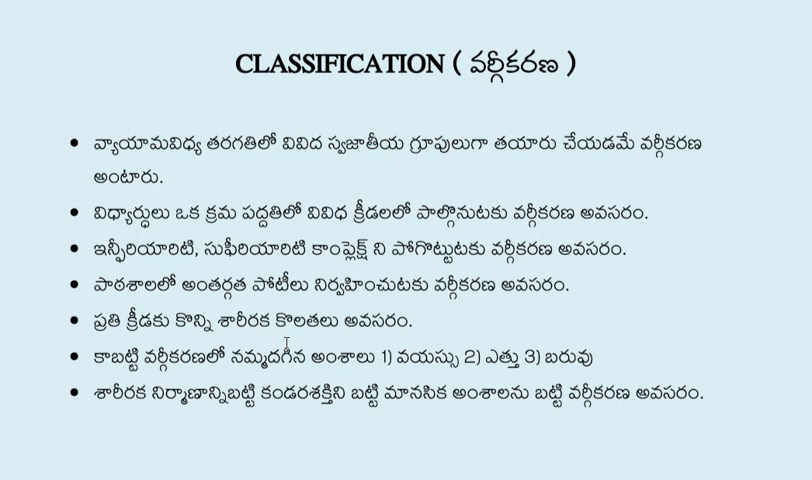 CLASSIFICATION ( వర్గీకరణ )
• వ్యాయామవిధ్య తరగతిలో వివిద స్వజాతీయ గ్రూపులుగా తయారు చేయడమే వర్గీకరణ
అంటారు.
• విధ్యార్ధులు ఒక క్రమ పద్దతిలో వివిధ క్రీడలలో పాల్గొనుటకు వర్గీకరణ అవసరం.
• ఇన్ఫీరియారిటి, సుఫీరియారిటి కాంప్లెక్ష్ ని పోగొట్టుటకు వర్గీకరణ అవసరం.
• పాఠశాలలో అంతర్గత పోటీలు నిర్వహించుటకు వర్గీకరణ అవసరం.
• ప్రతి క్రీడకు కొన్ని శారీరక కొలతలు అవసరం.
• కాబట్టి వర్గీకరణలో నమ్మదగిన అంశాలు 1) వయస్సు 2) ఎత్తు 3) బరువు
• శారీరక నిర్మాణాన్నిబట్టి కండరశక్తిని బట్టి మానసిక అంశాలను బట్టి వర్గీకరణ అవసరం.